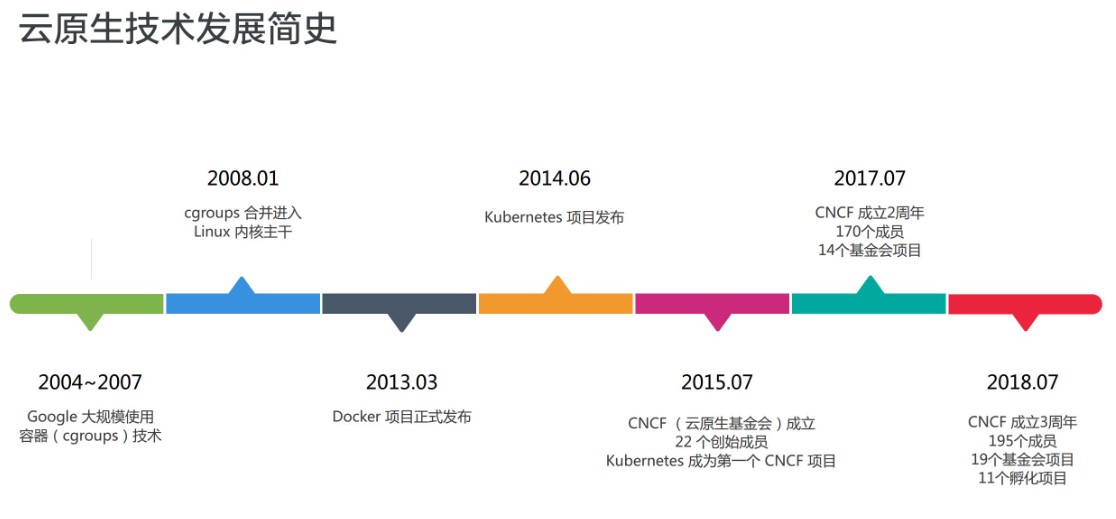 云原生技术发展简史
2004~2007
Google 大规模使用
容器（cgroups）技术
2008.01
cgroups 合并进入
Linux 内核主干
2013.03
Docker 项目正式发布
2014.06
Kubernetes 项目发布
2015.07
CNCF （云原生基金会）成立
22 个创始成员
Kubernetes 成为第一个 CNCF 项目
2017.07
CNCF 成立2周年
170个成员
14个基金会项目
2018.07
CNCF 成立3周年
195个成员
19个基金会项目
11个孵化项目